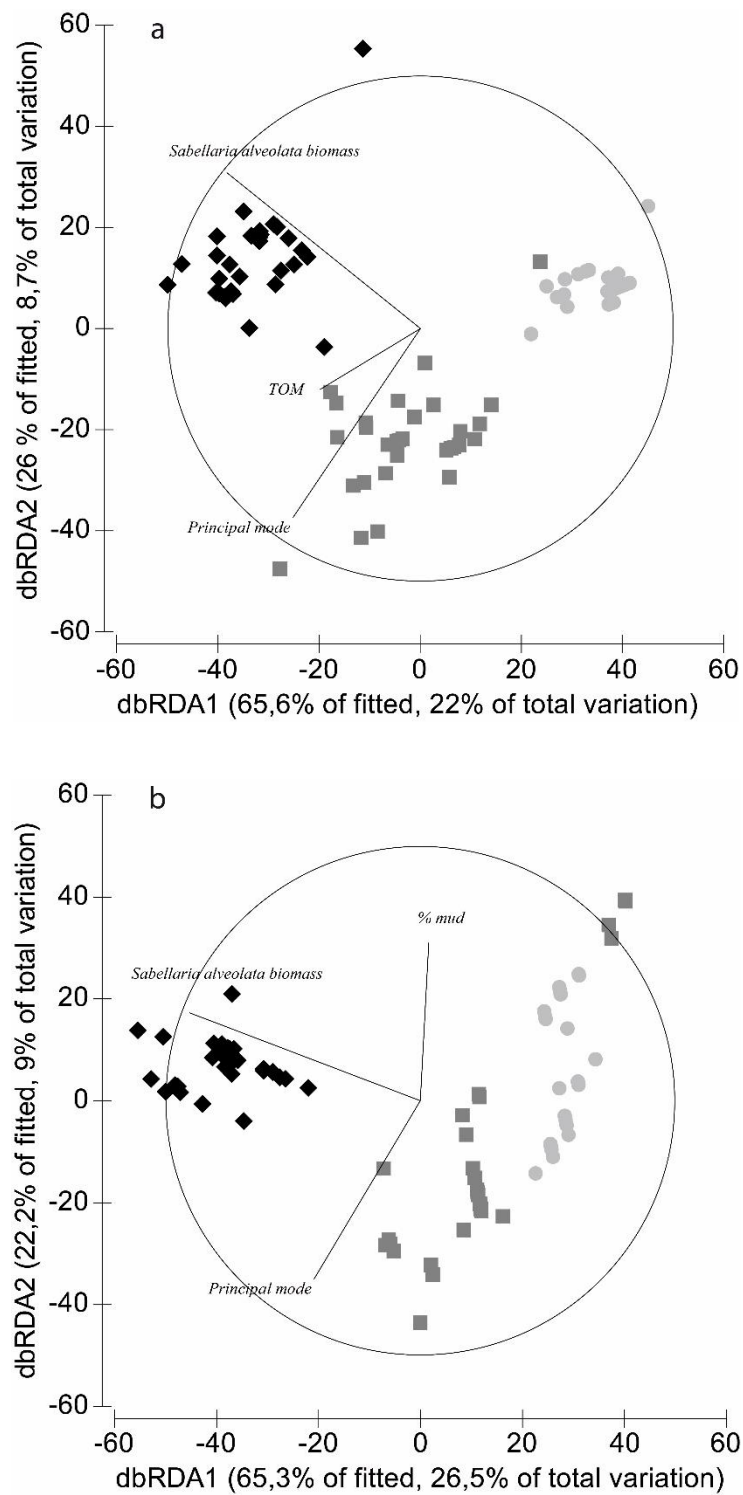 a
60
40
20
0
-20
-40
-60
dbRDA2 (26 % of fitted, 8,7% of total variation)
Sabellaria alveolata biomass
TOM
Principal mode
-60 -40 -20 0 20 40 60
dbRDA1 (65,6% of fitted, 22% of total variation)
b
60
40
20
0
-20
-40
-60
dbRDA2 (22,2% of fitted, 9% of total variation)
% mud
Sabellaria alveolata biomass
Principal mode
-60 -40 -20 0 20 40 60
dbRDA1 (65,3% of fitted, 26,5% of total variation)